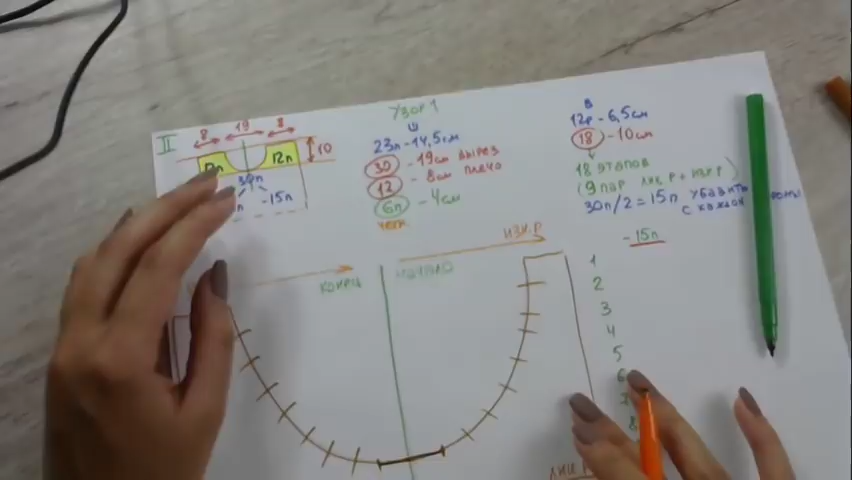 II
8 19 8
10
12п
30п
-15п
УЗОР 1
Ш
23п - 14,5см
30 - 19см вырез
12 - 8см плечо
6п - 4см
В
12р - 6,5см
18 - 10см
18 этапов
(9 пар лиц р + изн р)
30п/2 = 15п убавить
с каждой
-15п
изн. р
конец
начало
1
2
3
4
5
6
7
8